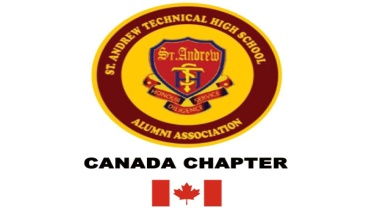 ST. ANDREW TECHNICAL HIGH SCHOOL
ST. ANDREW
HONOUR SERVICE
DILIGENCE
ALUMNI ASSOCIATION
CANADA CHAPTER